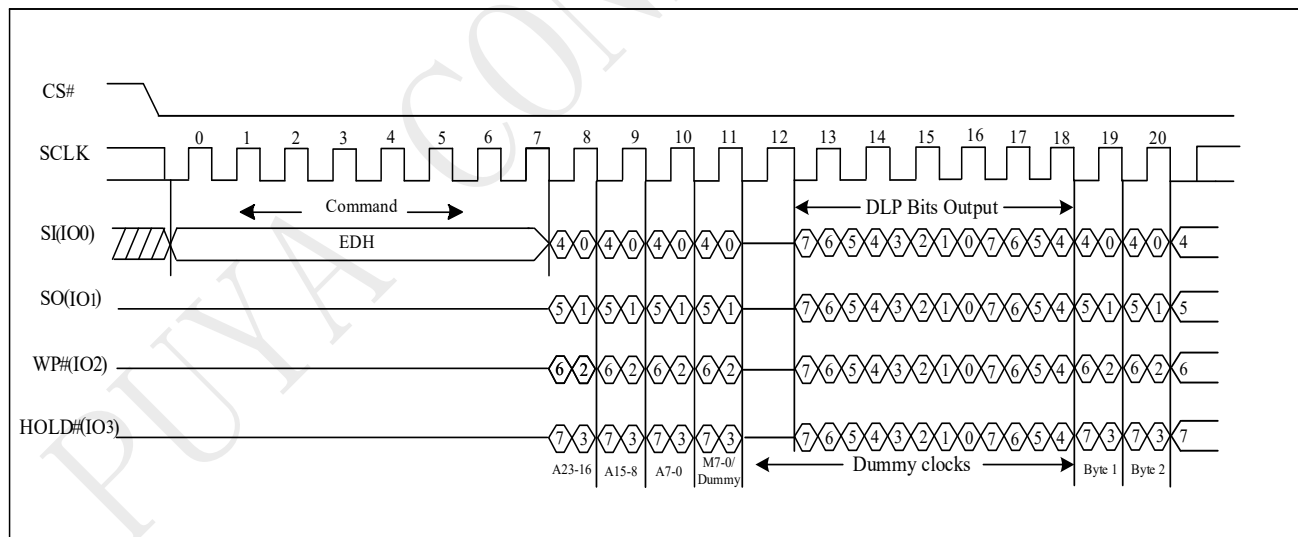 PUYA CON
CS#
0 1 2 3 4 5 6 7 8 9 10 11 12 13 14 15 16 17 18 19 20
SCLK
Command
DLP Bits Output
SI(IO0)
EDH
4 0 4 0 4 0 4 0 7 6 5 4 3 2 1 0 7 6 5 4 4 0 4 0 4
SO(IO1)
5 1 5 1 5 1 5 1 7 6 5 4 3 2 1 0 7 6 5 4 5 1 5 1 5
WP#(IO2)
6 2 6 2 6 2 6 2 7 6 5 4 3 2 1 0 7 6 5 4 6 2 6 2 6
HOLD#(IO3)
7 3 7 3 7 3 7 3 7 6 5 4 3 2 1 0 7 6 5 4 7 3 7 3 7
A23-16 A15-8 A7-0 M7-0/
Dummy
Dummy clocks
Byte 1 Byte 2